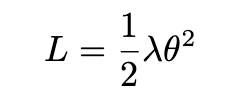 L = \frac{1}{2} \lambda \theta^2